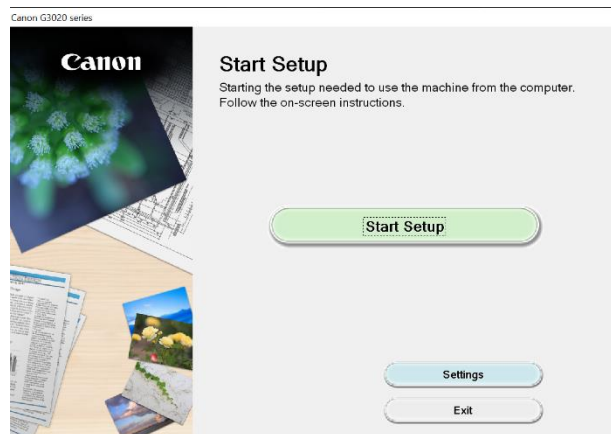 Canon G3020 series
Canon
Start Setup
Starting the setup needed to use the machine from the computer.
Follow the on-screen instructions.
Start Setup
Settings
Exit